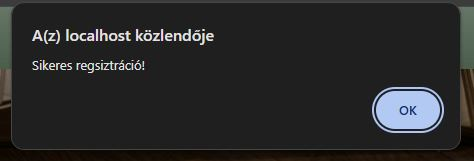 A(z) localhost közlendője
Sikeres regsiztráció!
OK